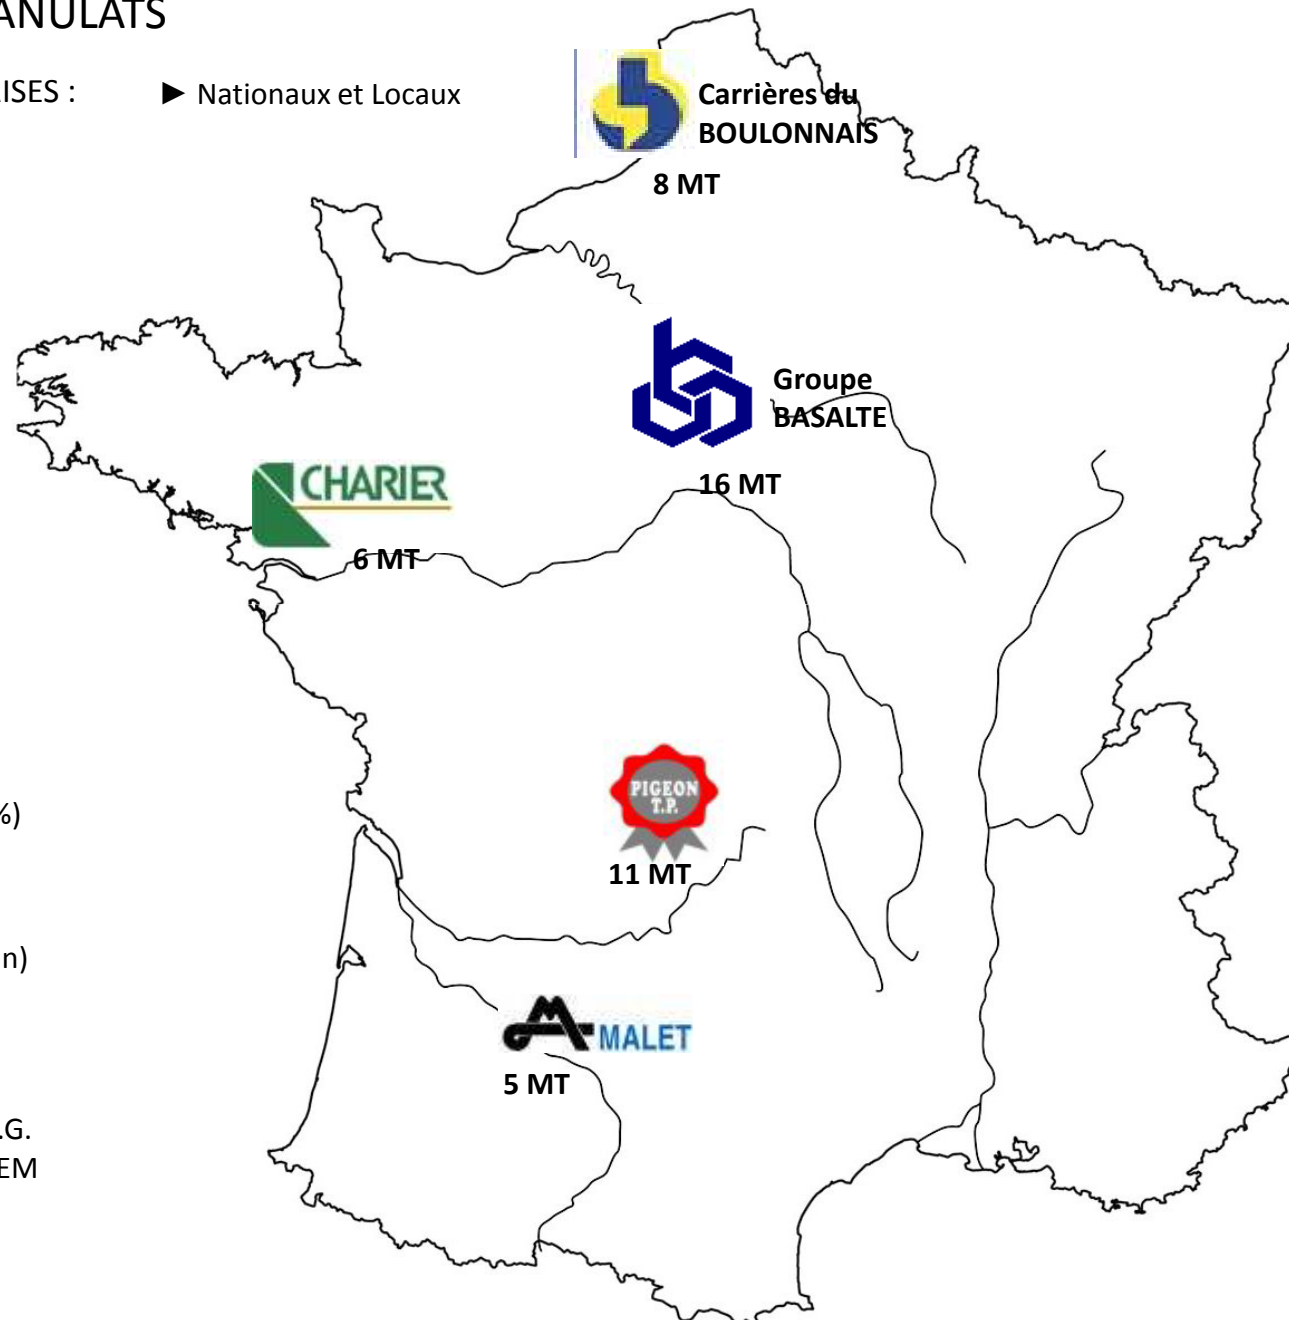 ANULATS
ISES :
► Nationaux et Locaux
Carrières du
BOULONNAIS
8 MT
Groupe
BASALTE
16 MT
CHARIER
6 MT
PIGEON
T.P.
11 MT
%)
n)
MALET
5 MT
.G.
EM